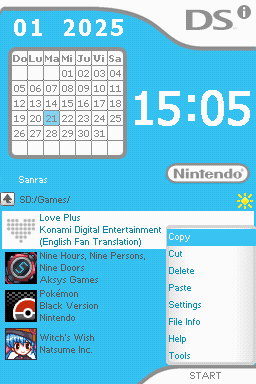 01 2025
DSi
Do Lu Ma Mi Ju Vi Sa
01 02 03 04
05 06 07 08 09 10 11
12 13 14 15 16 17 18
19 20 21 22 23 24 25
26 27 28 29 30 31
15:05
Nintendo
Sanras
SD:/Games/
Love Plus
Konami Digital Entertainment
(English Fan Translation)
Nine Hours, Nine Persons,
Nine Doors
Aksys Games
Pokémon
Black Version
Nintendo
Witch's Wish
Natsume Inc.
Copy
Cut
Delete
Paste
Settings
File Info
Help
Tools
START